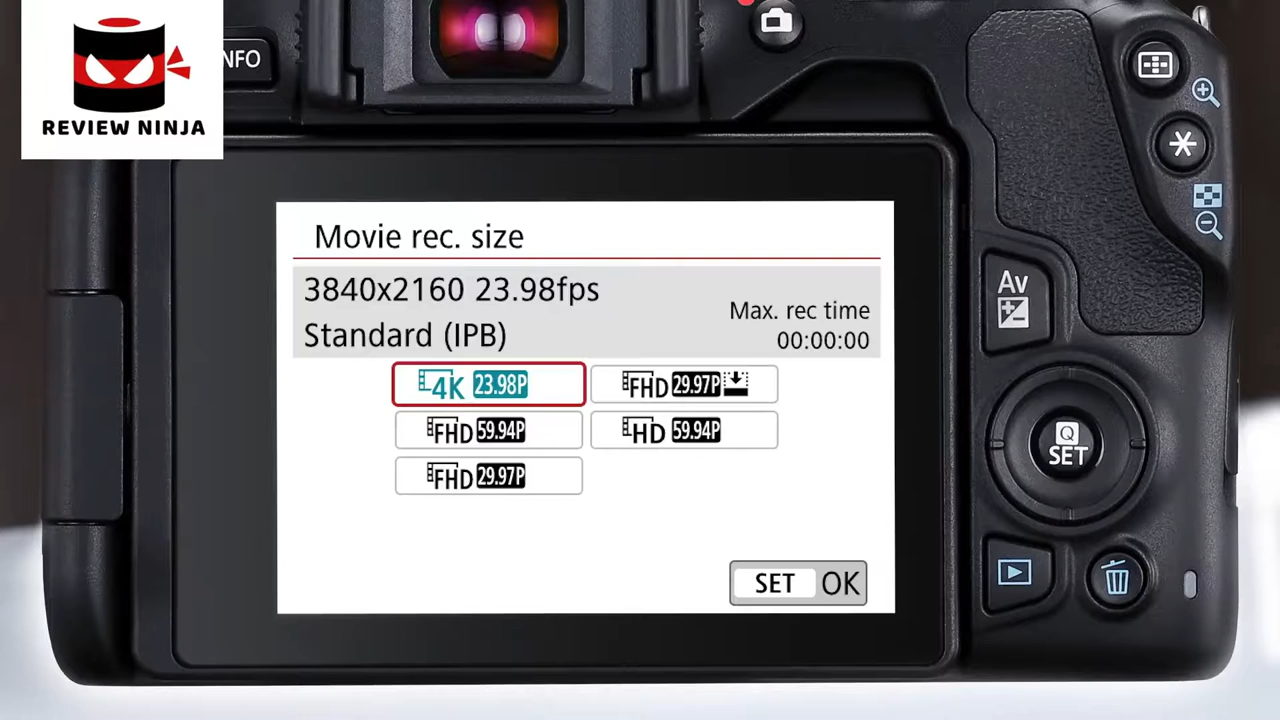 REVIEW NINJA
NFO
Movie rec. size
3840x2160 23.98fps
Standard (IPB)
Max. rec time
00:00:00
4K 23.98P
FHD 29.97P
FHD 59.94P
HD 59.94P
FHD 29.97P
SET OK
Av
Q
SET